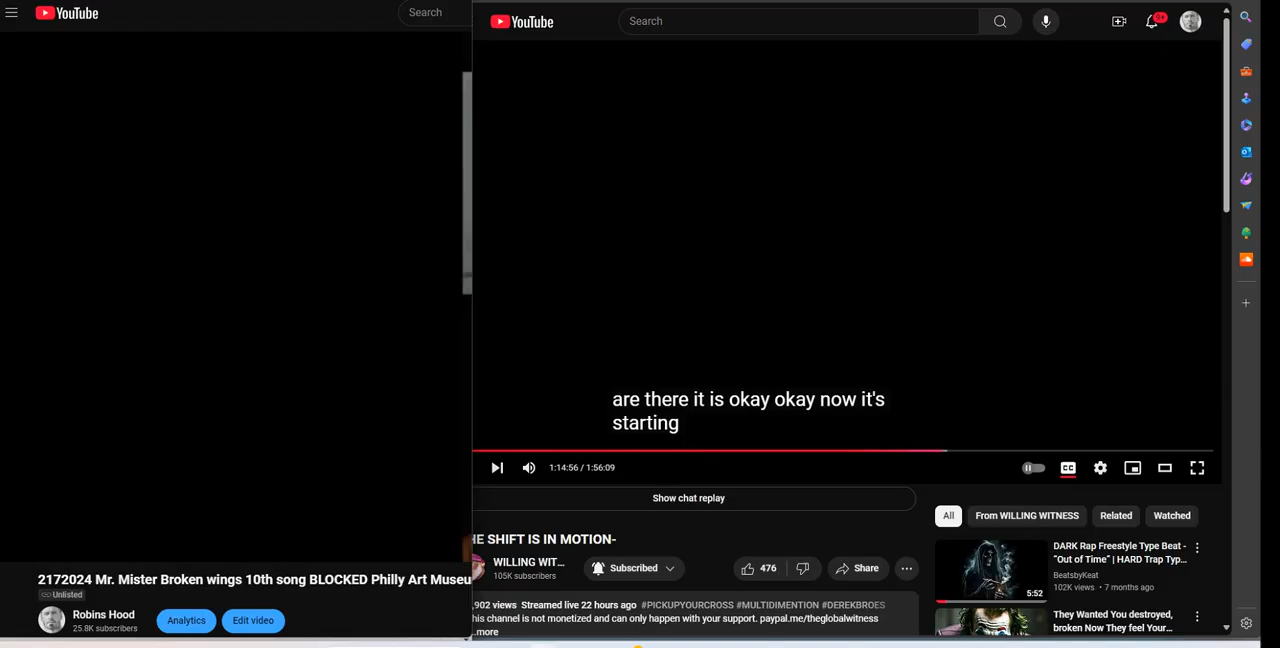 YouTube
Search
2172024 Mr. Mister Broken wings 10th song BLOCKED Philly Art Museu
Unlisted
Robins Hood
25.8K subscribers
Analytics
Edit video
YouTube
Search
9+
are there it is okay okay now it's
starting
1:14:56 / 1:56:09
CC
Show chat replay
HE SHIFT IS IN MOTION-
WILLING WIT...
105K subscribers
Subscribed
476
Share
,902 views Streamed live 22 hours ago #PICKUPYOURCROSS #MULTIDIMENTION #DEREKBROES
his channel is not monetized and can only happen with your support. paypal.me/theglobalwitness
...more
All
From WILLING WITNESS
Related
Watched
5:52
DARK Rap Freestyle Type Beat -
“Out of Time” | HARD Trap Typ...
BeatsbyKeat
102K views • 7 months ago
They Wanted You destroyed,
broken Now They feel Your...